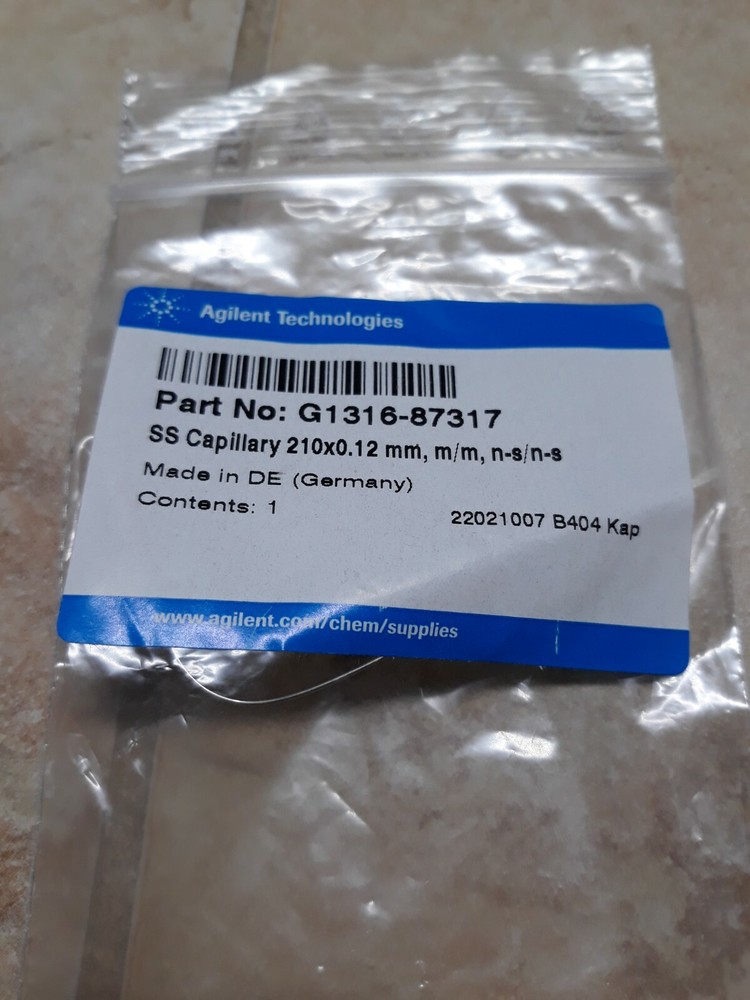 Agilent Technologies
Part No: G1316-87317
SS Capillary 210x0.12 mm, m/m, n-s/n-s
Made in DE (Germany)
Contents: 1
22021007 B404 Kap
www.agilent.com/chem/supplies